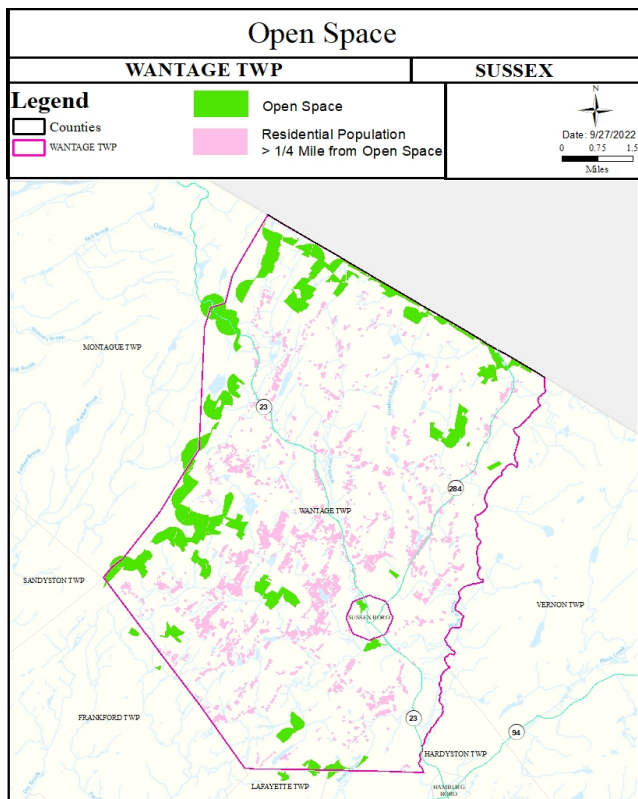 Open Space
WANTAGE TWP
SUSSEX
Legend
Counties
WANTAGE TWP
Open Space
Residential Population
> 1/4 Mile from Open Space
N
Date: 9/27/2022
0 0.75 1.5
Miles
MONTAGUE TWP
23
284
WANTAGE TWP
SANDYSTON TWP
VERNON TWP
SUSSEX BORO
FRANKFORD TWP
23
94
HARDYSTON TWP
LAFAYETTE TWP
HAMBURG
BORO